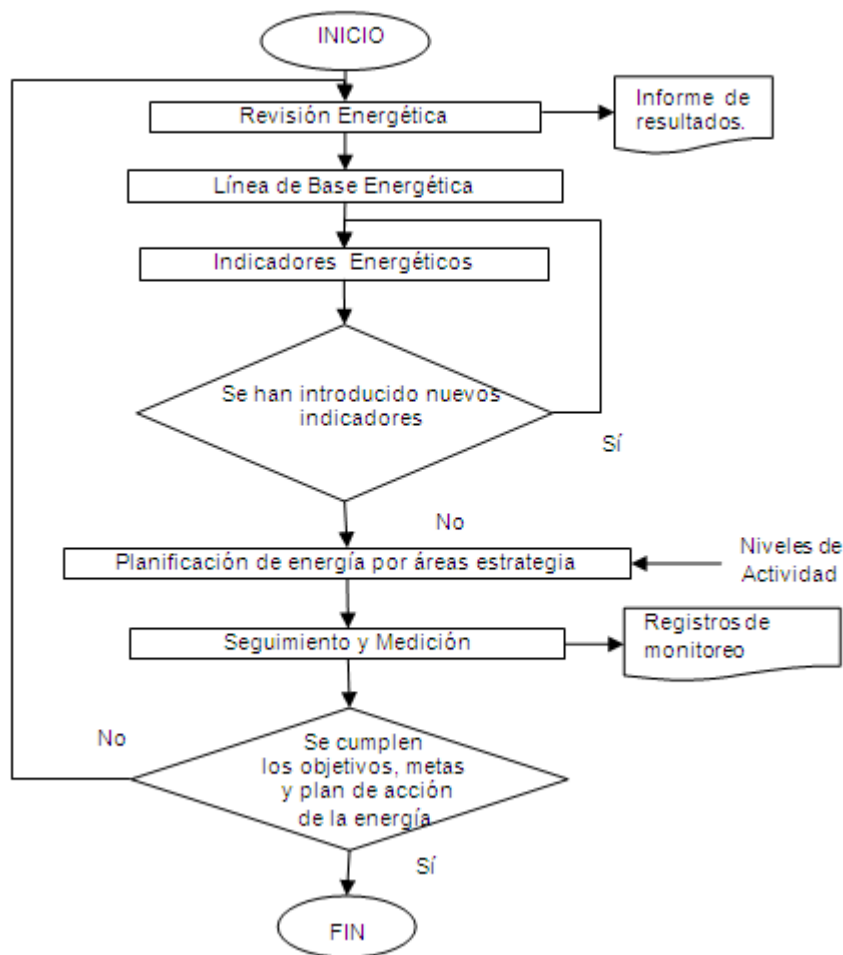 INICIO
Informe de
resultados.
Revisión Energética
Línea de Base Energética
Indicadores Energéticos
Se han introducido nuevos
indicadores
Sí
No
Planificación de energía por áreas estrategia
Niveles de
Actividad
Seguimiento y Medición
Registros de
monitoreo
No
Se cumplen
los objetivos, metas
y plan de acción
de la energía
Sí
FIN